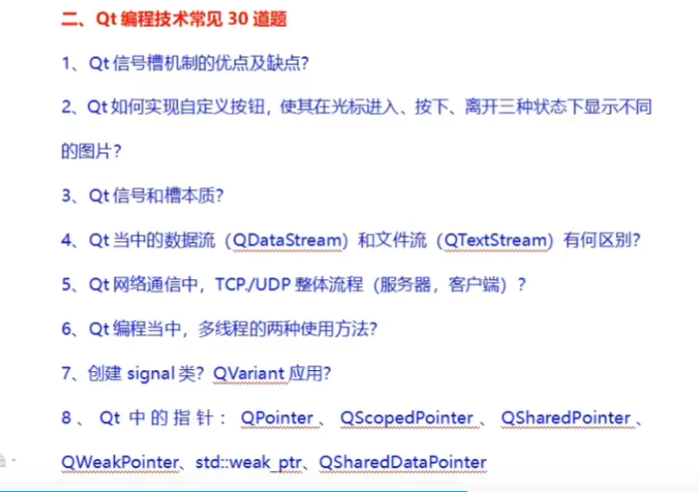 二、Qt 编程技术常见 30 道题
1、Qt 信号槽机制的优点及缺点?
2、Qt 如何实现自定义按钮，使其在光标进入、按下、离开三种状态下显示不同
的图片?
3、Qt 信号和槽本质?
4、Qt 当中的数据流（QDataStream）和文件流（QTextStream）有何区别?
5、Qt 网络通信中，TCP./UDP 整体流程（服务器，客户端）?
6、Qt 编程当中，多线程的两种使用方法?
7、创建 signal 类? QVariant 应用?
8、Qt 中的指针：QPointer、QScopedPointer、QSharedPointer、
QWeakPointer、std::weak_ptr、QSharedDataPointer